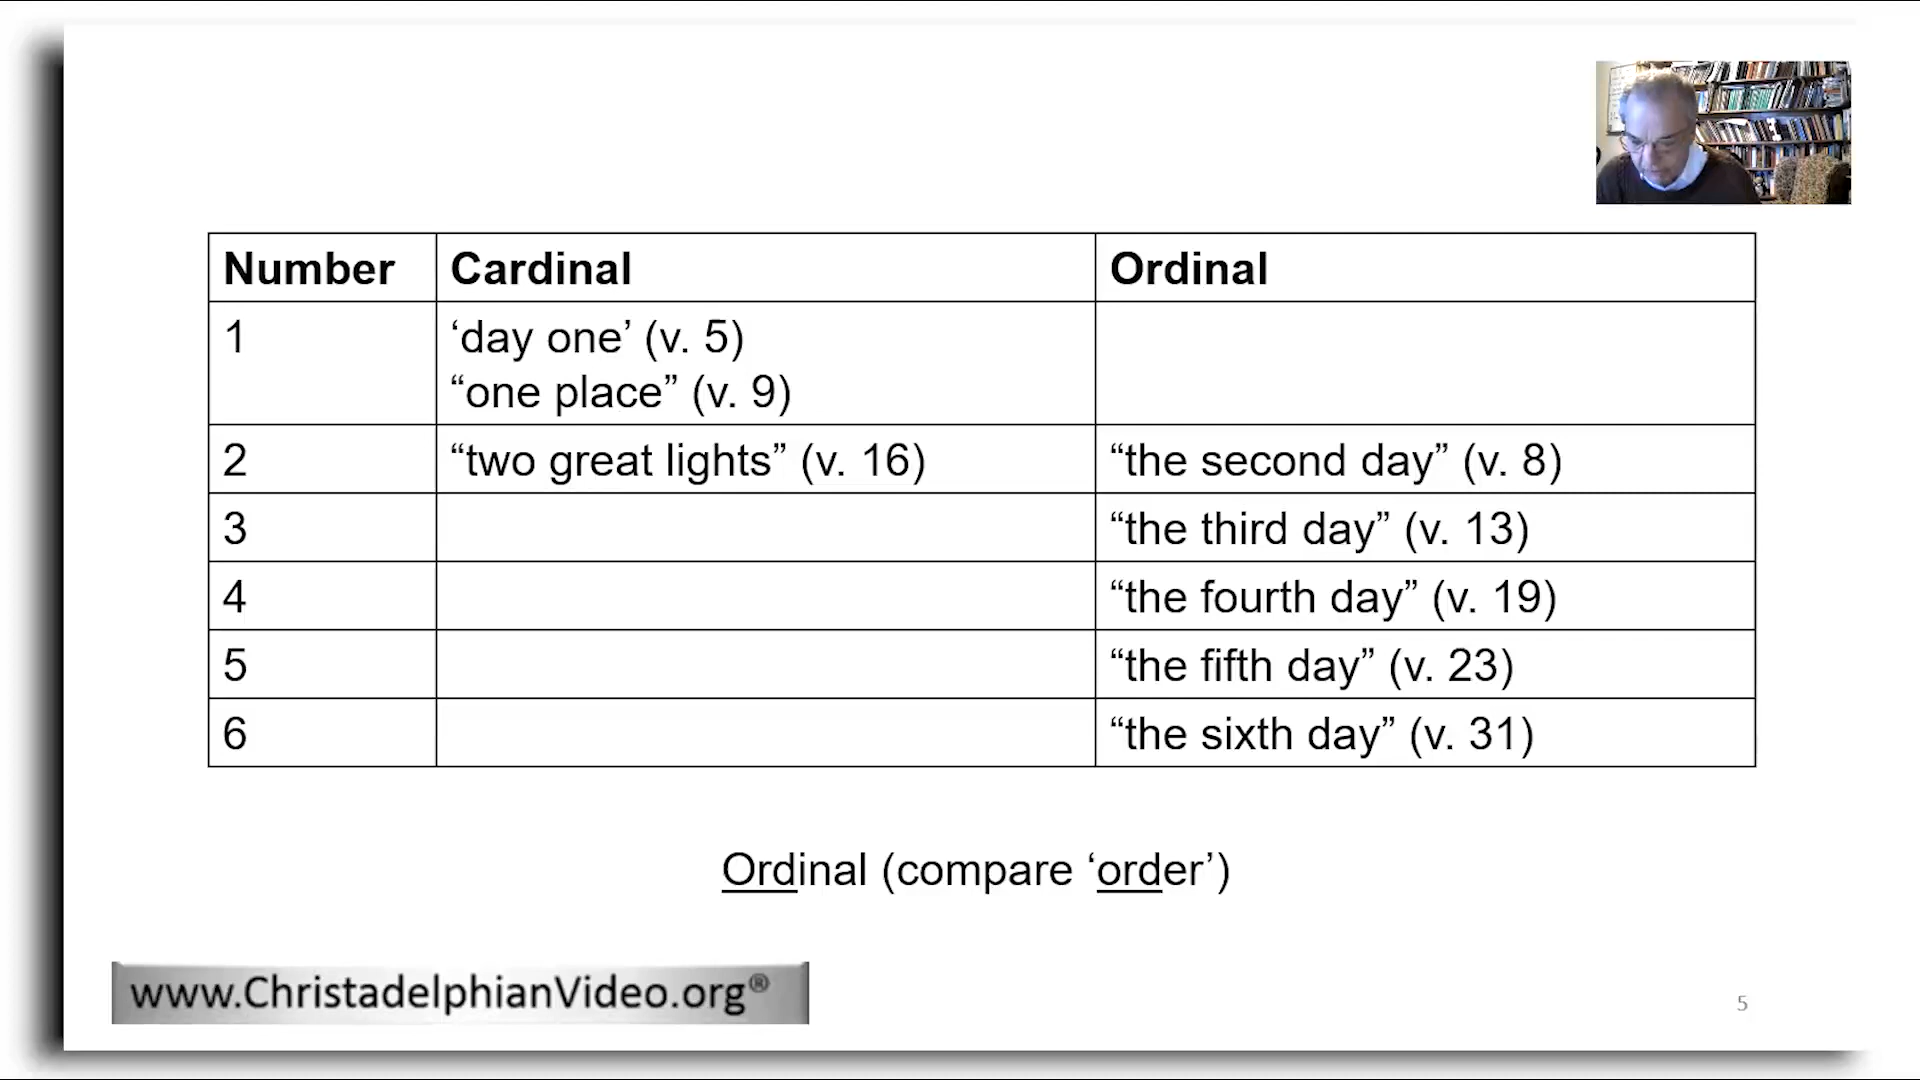 Number Cardinal Ordinal
1 ‘day one’ (v. 5)
“one place” (v. 9)
2 “two great lights” (v. 16) “the second day” (v. 8)
3 “the third day” (v. 13)
4 “the fourth day” (v. 19)
5 “the fifth day” (v. 23)
6 “the sixth day” (v. 31)
Ordinal (compare ‘order’)
www.ChristadelphianVideo.org®
5